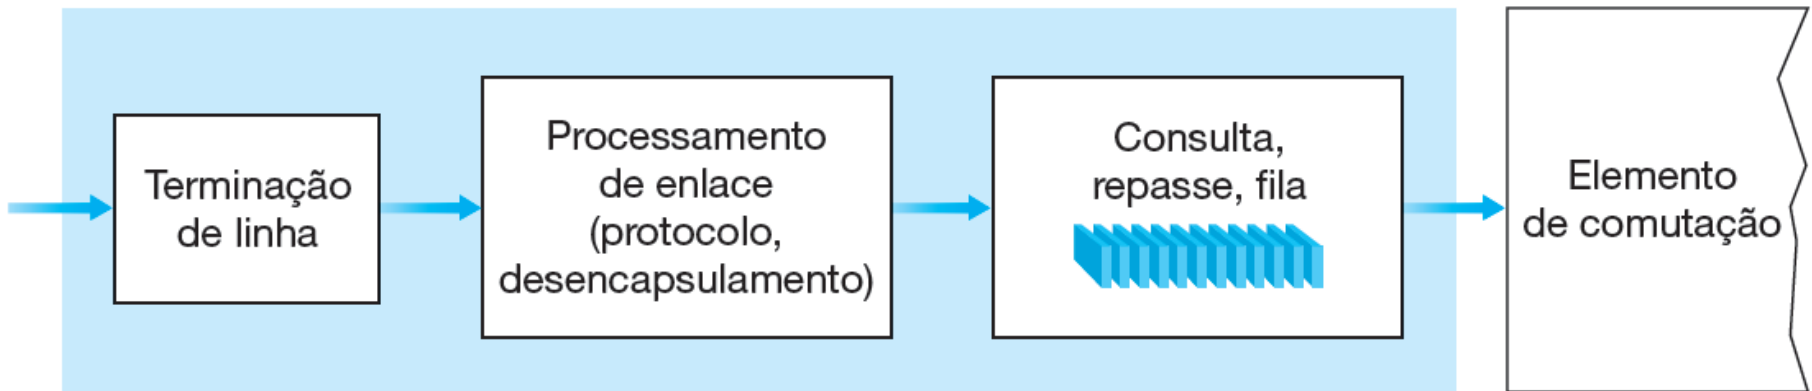 Terminação
de linha
Processamento
de enlace
(protocolo,
desencapsulamento)
Consulta,
repasse, fila
Elemento
de comutação